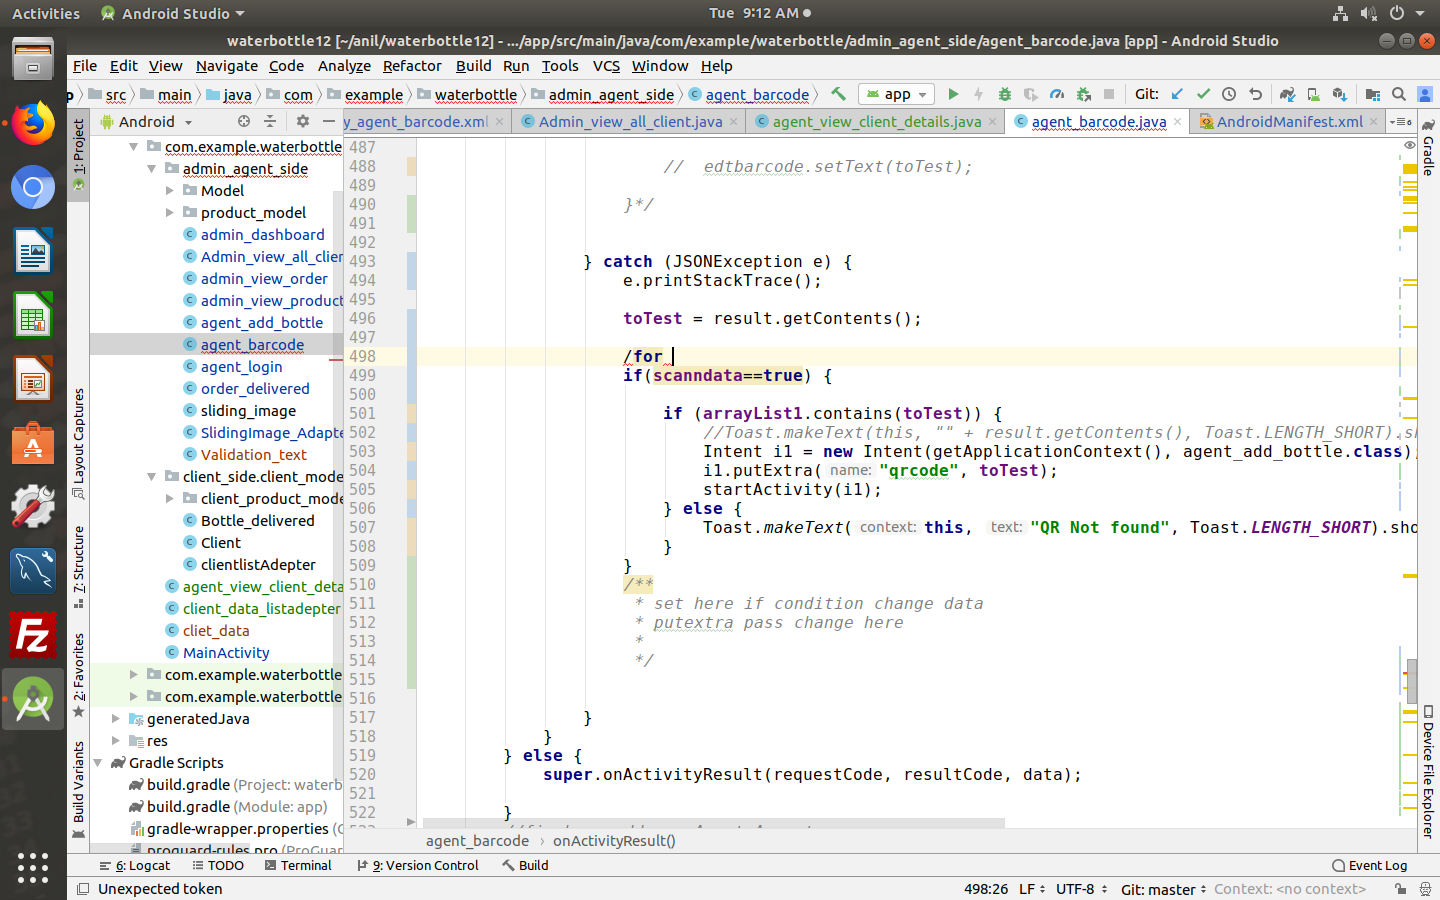 Activities
Android Studio
Tue 9:12 AM
waterbottle12 [~/anil/waterbottle12] - .../app/src/main/java/com/example/waterbottle/admin_agent_side/agent_barcode.java [app] - Android Studio
File Edit View Navigate Code Analyze Refactor Build Run Tools VCS Window Help
p src main java com example waterbottle admin_agent_side agent_barcode
app
Git:
Android
y_agent_barcode.xml
Admin_view_all_client.java
agent_view_client_details.java
agent_barcode.java
AndroidManifest.xml
6
1: Project
Layout Captures
7: Structure
2: Favorites
Build Variants
com.example.waterbottle
admin_agent_side
Model
product_model
admin_dashboard
Admin_view_all_clien
admin_view_order
admin_view_product
agent_add_bottle
agent_barcode
agent_login
order_delivered
sliding_image
SlidingImage_Adapte
Validation_text
client_side.client_mode
client_product_mode
Bottle_delivered
Client
clientlistAdepter
agent_view_client_deta
client_data_listadepter
cliet_data
MainActivity
com.example.waterbottle
com.example.waterbottle
generatedJava
res
Gradle Scripts
build.gradle (Project: waterb
build.gradle (Module: app)
gradle-wrapper.properties (G
proguard-rules.pro (ProGuar
487
488 // edtbarcode.setText(toTest);
489
490 }*/
491
492
493 } catch (JSONException e) {
494 e.printStackTrace();
495
496 toTest = result.getContents();
497
498 /for
499 if(scanndata==true) {
500
501 if (arrayList1.contains(toTest)) {
502 //Toast.makeText(this, "" + result.getContents(), Toast.LENGTH_SHORT).sh
503 Intent i1 = new Intent(getApplicationContext(), agent_add_bottle.class);
504 i1.putExtra( name: "qrcode", toTest);
505 startActivity(i1);
506 } else {
507 Toast.makeText( context: this, text: "QR Not found", Toast.LENGTH_SHORT).sho
508 }
509 }
510 /**
511 * set here if condition change data
512 * putextra pass change here
513 *
514 */
515
516
517 }
518 }
519 } else {
520 super.onActivityResult(requestCode, resultCode, data);
521
522 }
agent_barcode › onActivityResult()
Gradle
Device File Explorer
6: Logcat TODO Terminal 9: Version Control Build Event Log
Unexpected token
498:26 LF UTF-8 Git: master Context: <no context>